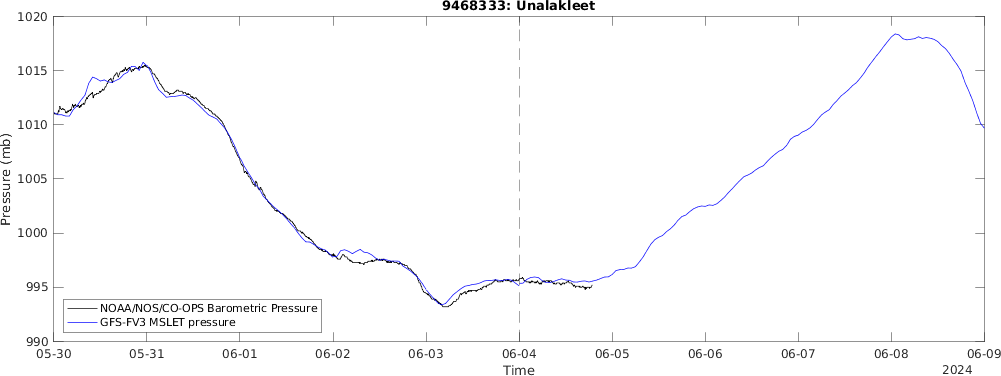 9468333: Unalakleet
1020
1015
1010
1005
1000
995
990
Pressure (mb)
NOAA/NOS/CO-OPS Barometric Pressure
GFS-FV3 MSLET pressure
05-30 05-31 06-01 06-02 06-03 06-04 06-05 06-06 06-07 06-08 06-09
Time
2024